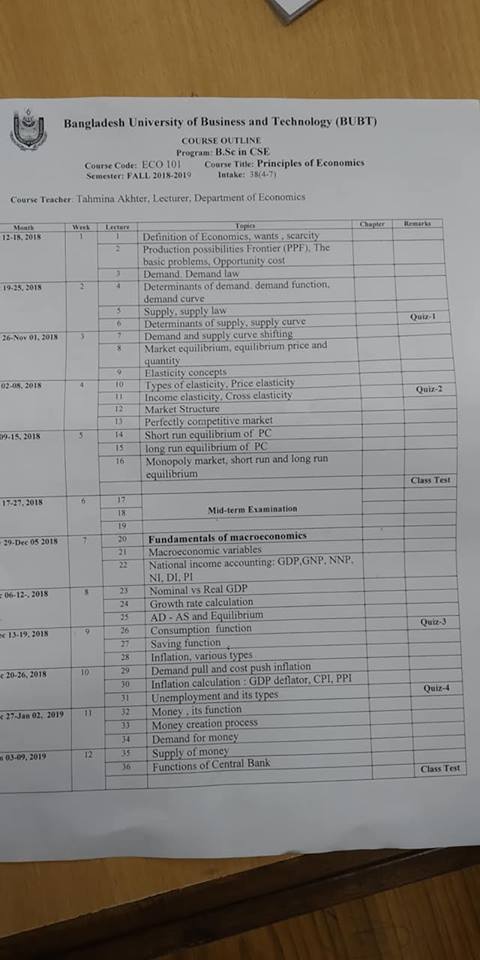 Bangladesh University of Business and Technology (BUBT)
COURSE OUTLINE
Program: B.Sc in CSE
Course Code: ECO 101 Course Title: Principles of Economics
Semester: FALL 2018-2019 Intake: 38(4-7)
Course Teacher: Tahmina Akhter, Lecturer, Department of Economics
Month Week Lecture Topics Chapter Remarks
12-18, 2018 1 1 Definition of Economics, wants , scarcity
2 Production possibilities Frontier (PPF), The
basic problems, Opportunity cost
3 Demand. Demand law
19-25, 2018 2 4 Determinants of demand. demand function,
demand curve
5 Supply, supply law
6 Determinants of supply, supply curve Quiz-1
26-Nov 01, 2018 3 7 Demand and supply curve shifting
8 Market equilibrium, equilibrium price and
quantity
9 Elasticity concepts
02-08, 2018 4 10 Types of elasticity, Price elasticity Quiz-2
11 Income elasticity, Cross elasticity
12 Market Structure
13 Perfectly competitive market
09-15, 2018 5 14 Short run equilibrium of PC
15 long run equilibrium of PC
16 Monopoly market, short run and long run
equilibrium Class Test
17-27, 2018 6 17
18 Mid-term Examination
19
29-Dec 05 2018 7 20 Fundamentals of macroeconomics
21 Macroeconomic variables
22 National income accounting: GDP,GNP, NNP,
NI, DI, PI
06-12-, 2018 8 23 Nominal vs Real GDP
24 Growth rate calculation
25 AD - AS and Equilibrium
ec 13-19, 2018 9 26 Consumption function Quiz-3
27 Saving function
28 Inflation, various types
c 20-26, 2018 10 29 Demand pull and cost push inflation
30 Inflation calculation : GDP deflator, CPI, PPI
31 Unemployment and its types Quiz-4
c 27-Jan 02, 2019 11 32 Money , its function
33 Money creation process
34 Demand for money
n 03-09, 2019 12 35 Supply of money
36 Functions of Central Bank Class Test